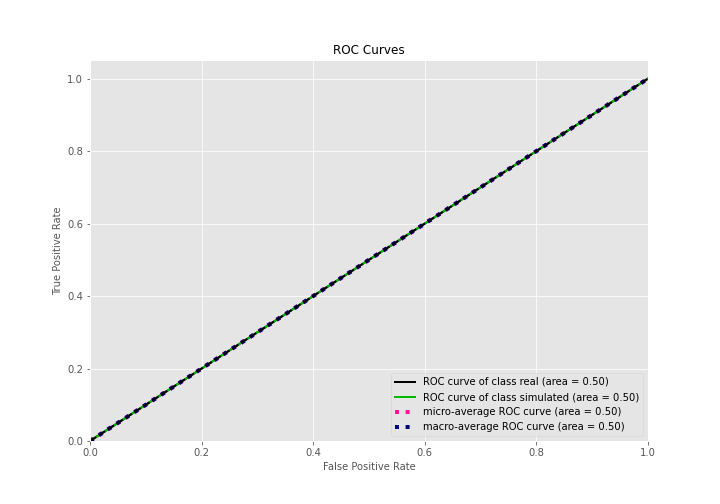 ROC Curves
1.0
0.8
0.6
0.4
0.2
0.0
True Positive Rate
0.0 0.2 0.4 0.6 0.8 1.0
False Positive Rate
ROC curve of class real (area = 0.50)
ROC curve of class simulated (area = 0.50)
micro-average ROC curve (area = 0.50)
macro-average ROC curve (area = 0.50)